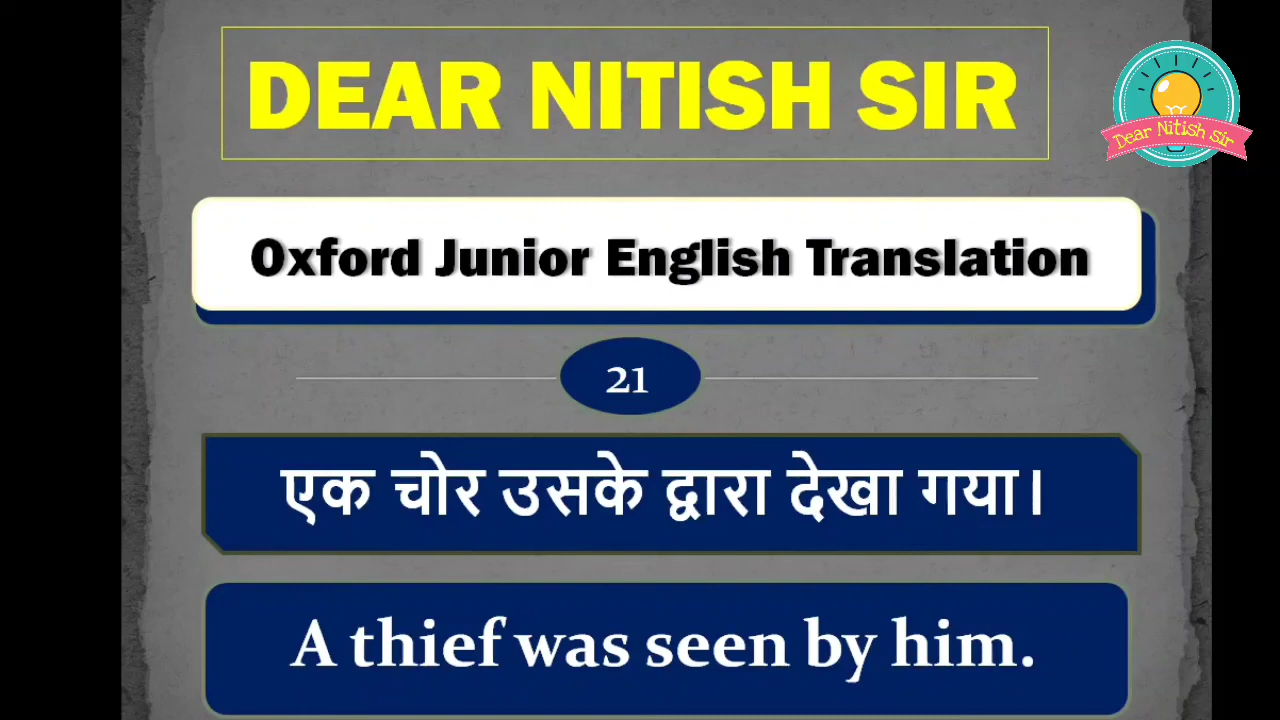 DEAR NITISH SIR
Dear Nitish Sir
Oxford Junior English Translation
21
एक चोर उसके द्वारा देखा गया।
A thief was seen by him.